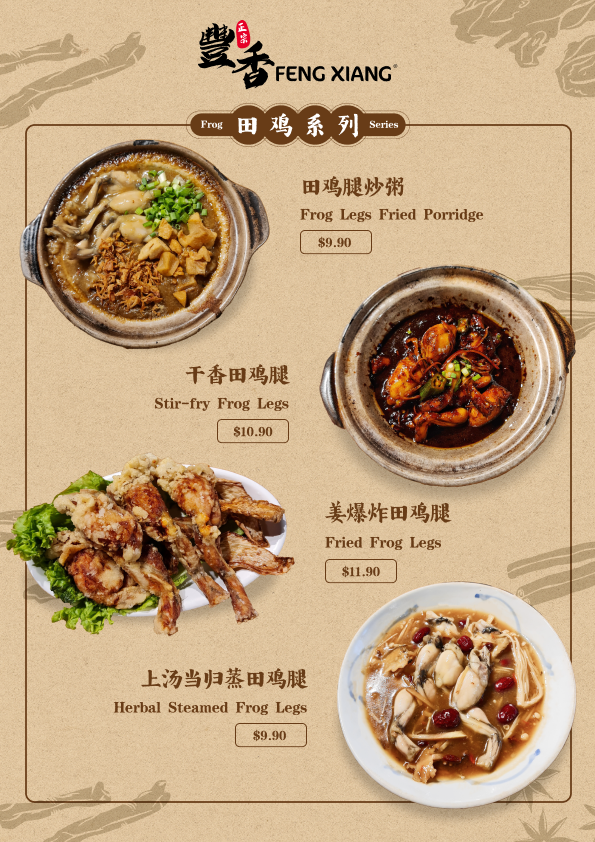 正宗
豐香 FENG XIANG®
Frog 田鸡系列 Series
田鸡腿炒粥
Frog Legs Fried Porridge
$9.90
干香田鸡腿
Stir-fry Frog Legs
$10.90
姜爆炸田鸡腿
Fried Frog Legs
$11.90
上汤当归蒸田鸡腿
Herbal Steamed Frog Legs
$9.90